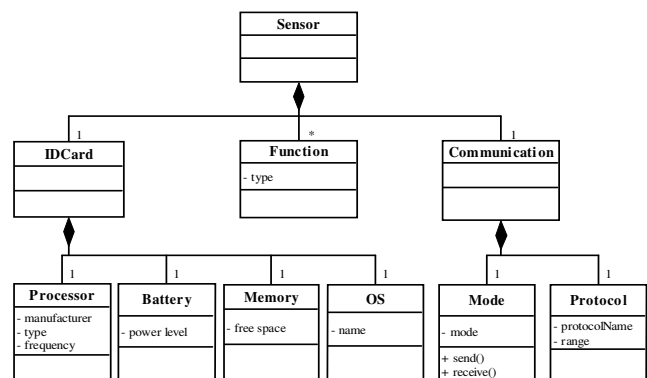 Sensor
1
*
1
IDCard
Function
Communication
- type
1
1
1
1
1
1
Processor
Battery
Memory
OS
Mode
Protocol
- manufacturer
- type
- frequency
- power level
- free space
- name
- mode
- protocolName
- range
+ send()
+ receive()